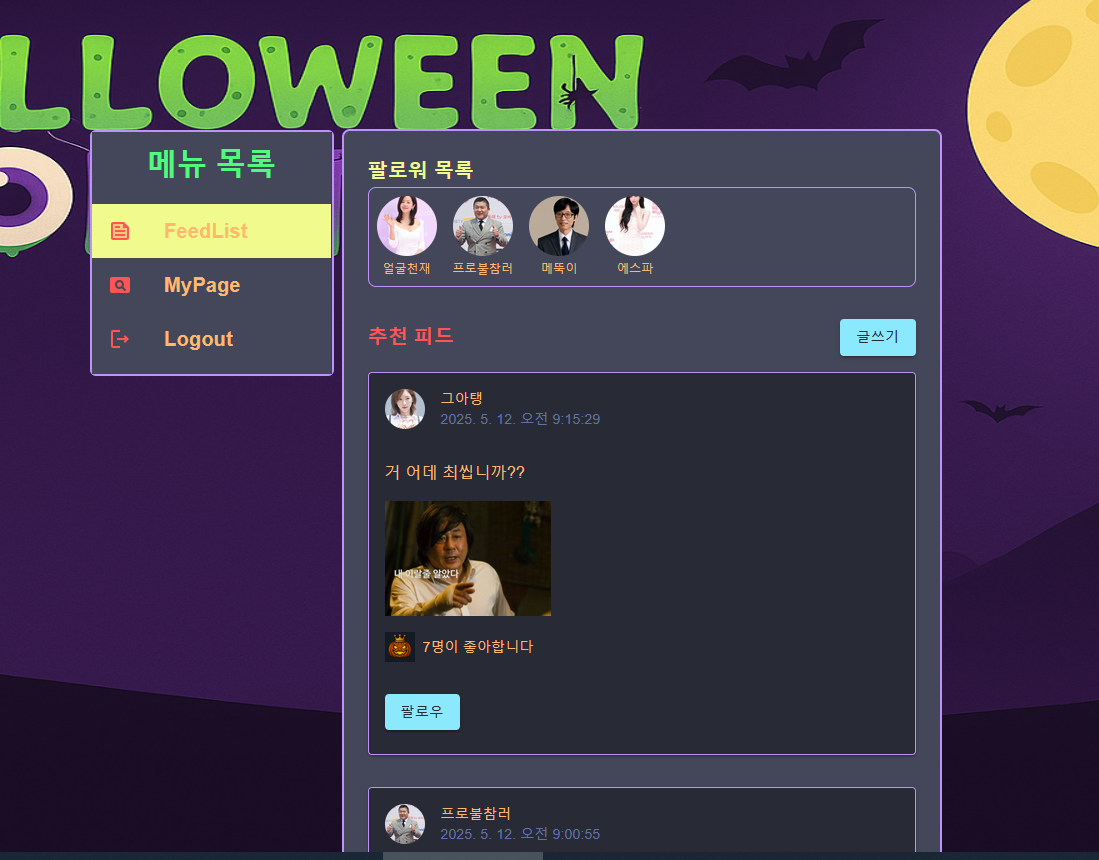 LLOWEEN
메뉴 목록
FeedList
MyPage
Logout
팔로워 목록
얼굴천재
프로불참러
메뚝이
에스파
추천 피드
글쓰기
그아탱
2025. 5. 12. 오전 9:15:29
거 어데 최씹니까??
내 이랄줄 알았다
7명이 좋아합니다
팔로우
프로불참러
2025. 5. 12. 오전 9:00:55